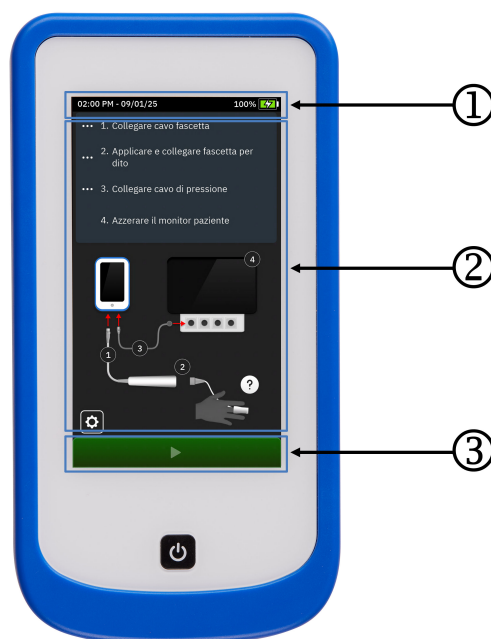 02:00 PM - 09/01/25 100%
1. Collegare cavo fascetta
2. Applicare e collegare fascetta per
dito
3. Collegare cavo di pressione
4. Azzerare il monitor paziente
4
3
1
2
?
①
②
③